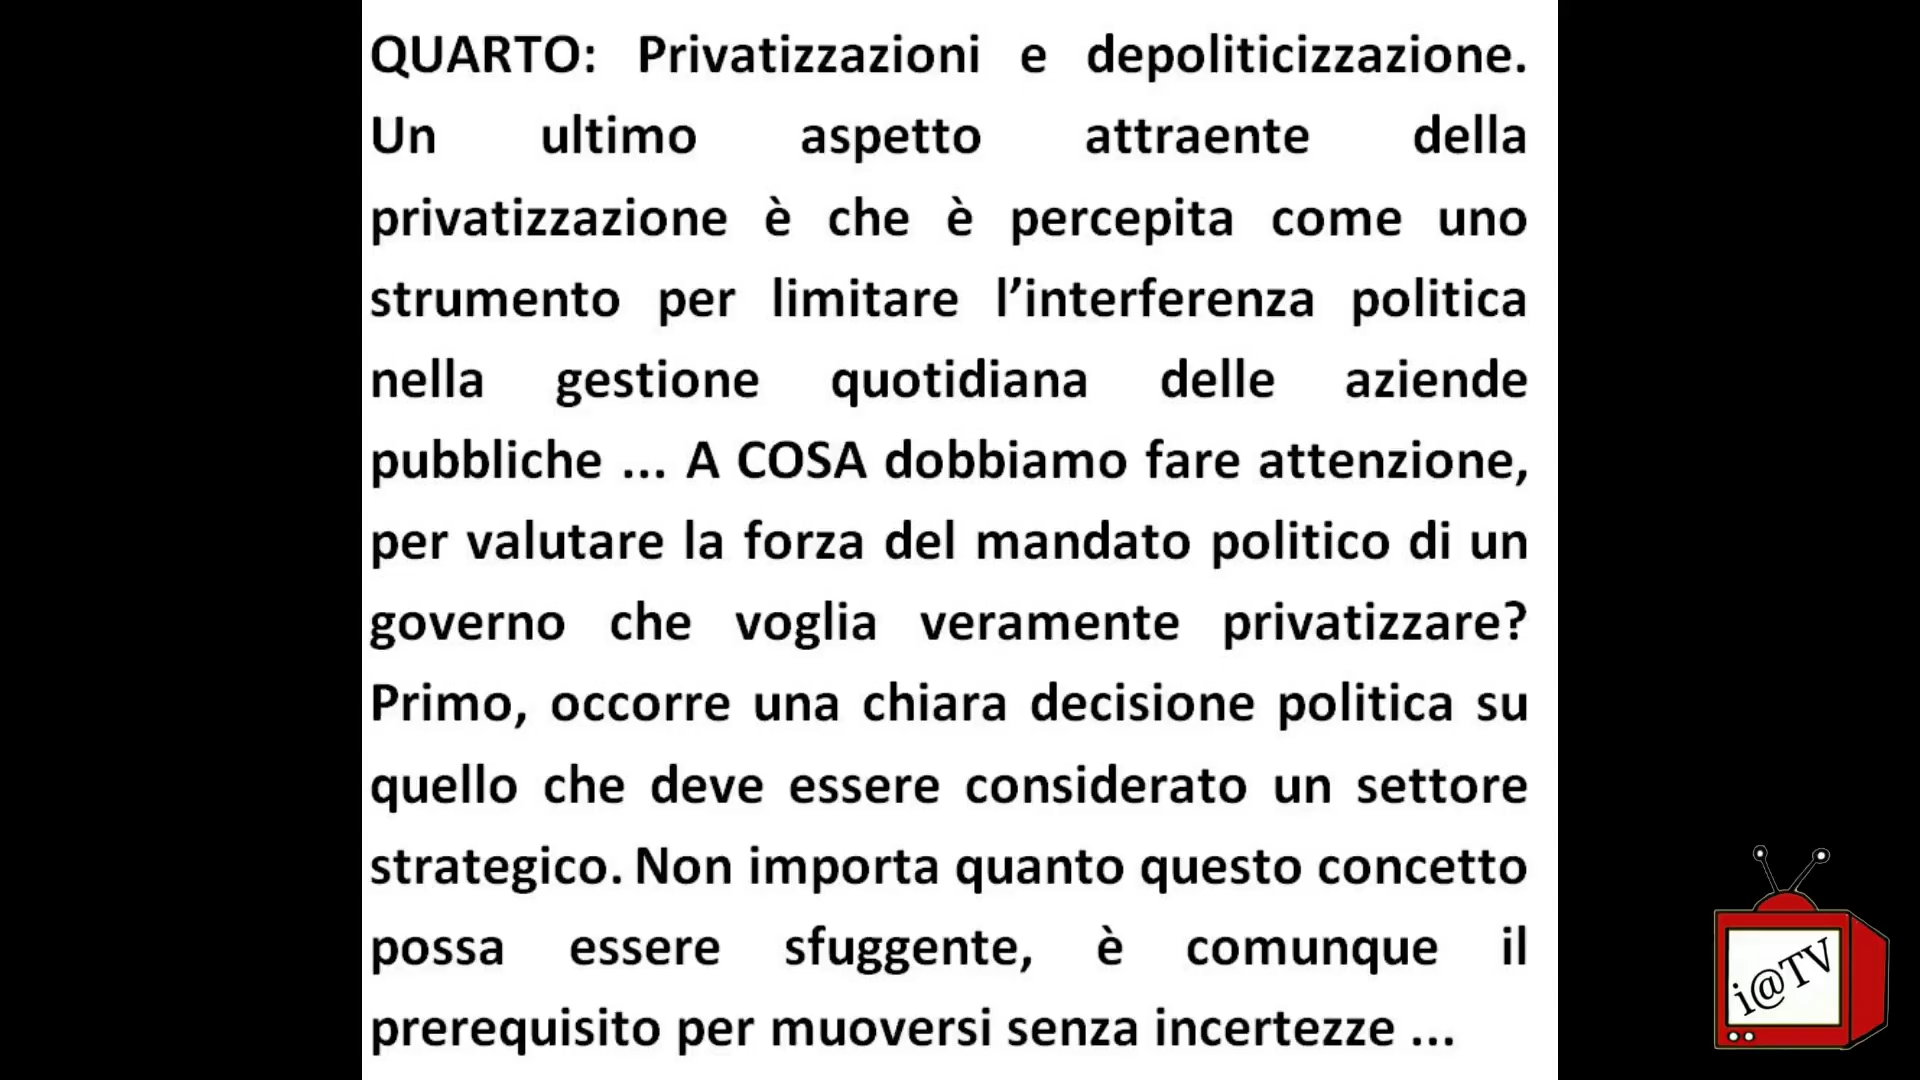 QUARTO: Privatizzazioni e depoliticizzazione.
Un ultimo aspetto attraente della
privatizzazione è che è percepita come uno
strumento per limitare l’interferenza politica
nella gestione quotidiana delle aziende
pubbliche ... A COSA dobbiamo fare attenzione,
per valutare la forza del mandato politico di un
governo che voglia veramente privatizzare?
Primo, occorre una chiara decisione politica su
quello che deve essere considerato un settore
strategico. Non importa quanto questo concetto
possa essere sfuggente, è comunque il
prerequisito per muoversi senza incertezze ...
i@TV